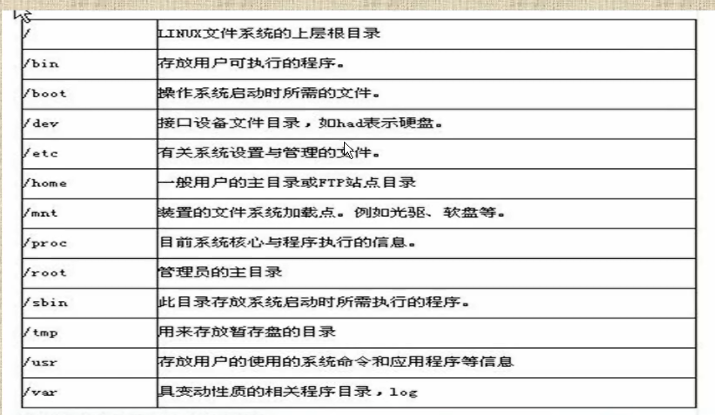 / LINUX文件系统的上层根目录
/bin 存放用户可执行的程序。
/boot 操作系统启动时所需的文件。
/dev 接口设备文件目录，如had表示硬盘。
/etc 有关系统设置与管理的文件。
/home 一般用户的主目录或FTP站点目录
/mnt 装置的文件系统加载点。例如光驱、软盘等。
/proc 目前系统核心与程序执行的信息。
/root 管理员的主目录
/sbin 此目录存放系统启动时所需执行的程序。
/tmp 用来存放暂存盘的目录
/usr 存放用户的使用的系统命令和应用程序等信息
/var 具变动性质的相关程序目录，log